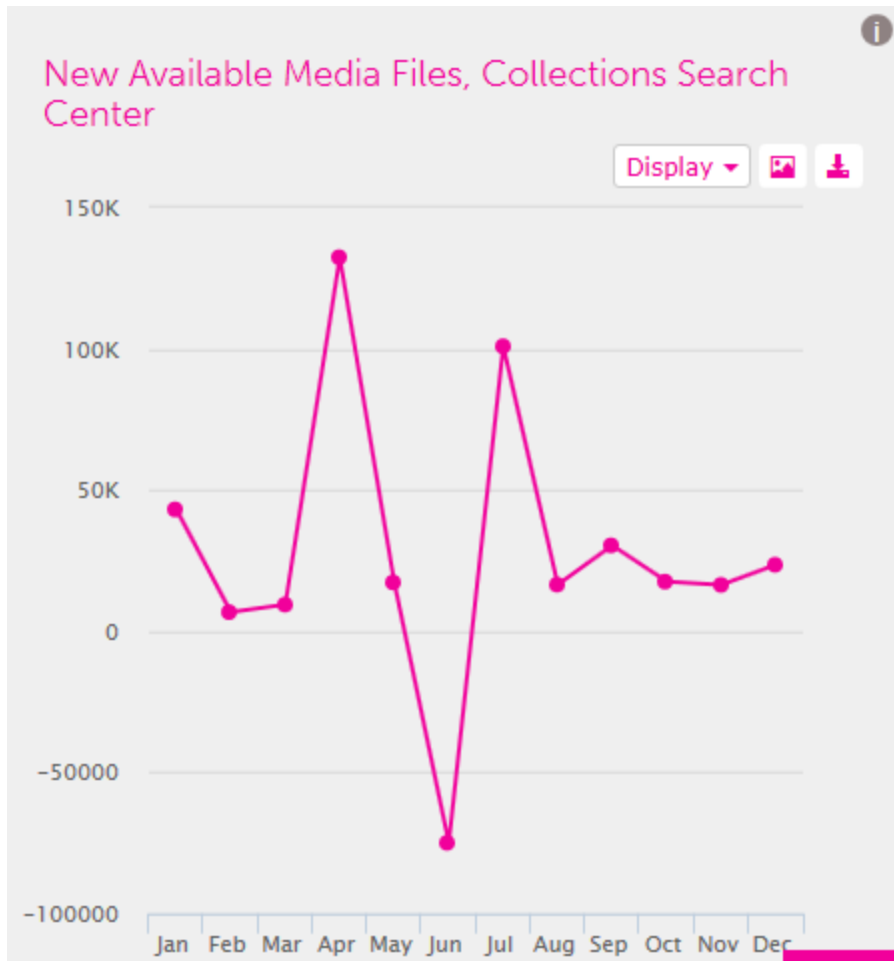 i
New Available Media Files, Collections Search
Center
Display
150K
100K
50K
0
-50000
-100000
Jan Feb Mar Apr May Jun Jul Aug Sep Oct Nov Dec